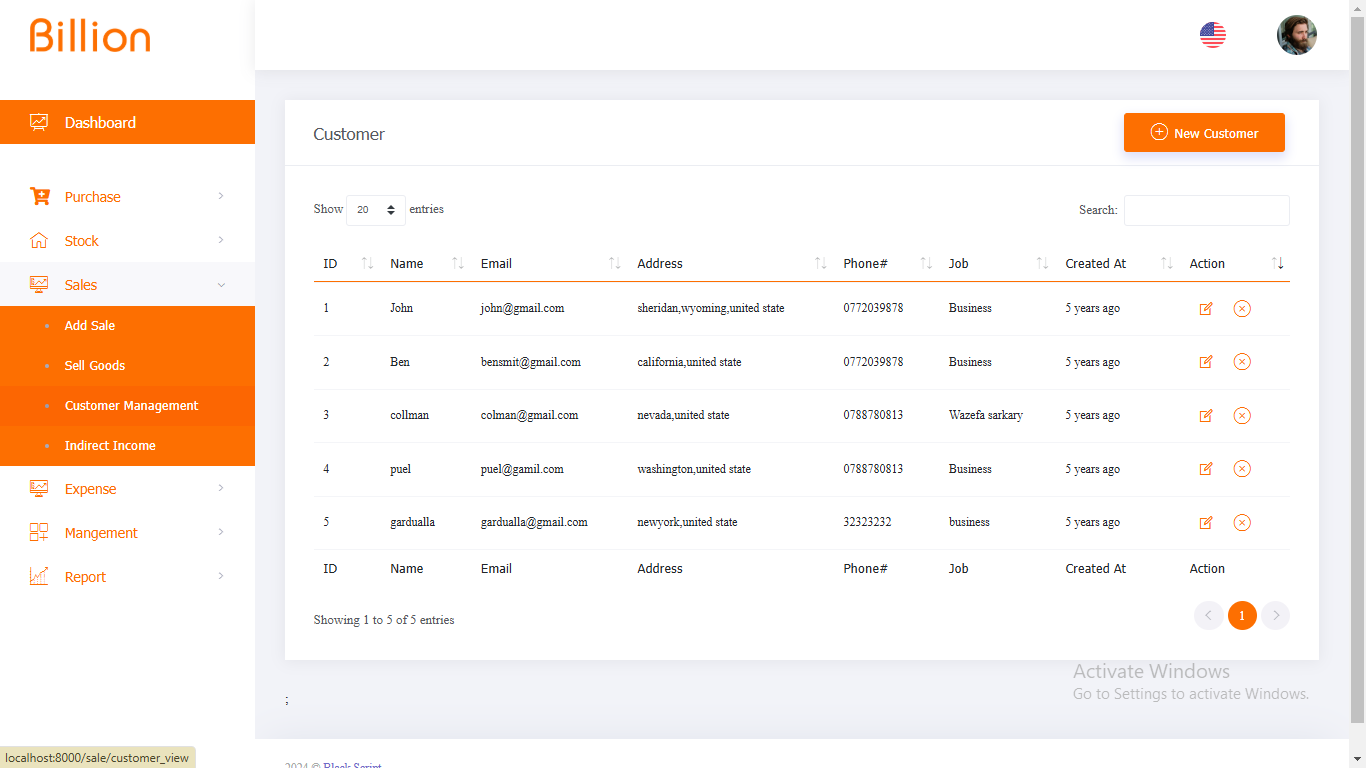 Billion
Dashboard
Purchase
Stock
Sales
Add Sale
Sell Goods
Customer Management
Indirect Income
Expense
Mangement
Report
Customer
New Customer
Show 20 entries
Search:
ID Name Email Address Phone# Job Created At Action
1 John john@gmail.com sheridan,wyoming,united state 0772039878 Business 5 years ago
2 Ben bensmit@gmail.com california,united state 0772039878 Business 5 years ago
3 collman colman@gmail.com nevada,united state 0788780813 Wazefa sarkary 5 years ago
4 puel puel@gamil.com washington,united state 0788780813 Business 5 years ago
5 gardualla gardualla@gmail.com newyork,united state 32323232 business 5 years ago
ID Name Email Address Phone# Job Created At Action
Showing 1 to 5 of 5 entries
1
Activate Windows
Go to Settings to activate Windows.
;
localhost:8000/sale/customer_view
2024 © Black Script